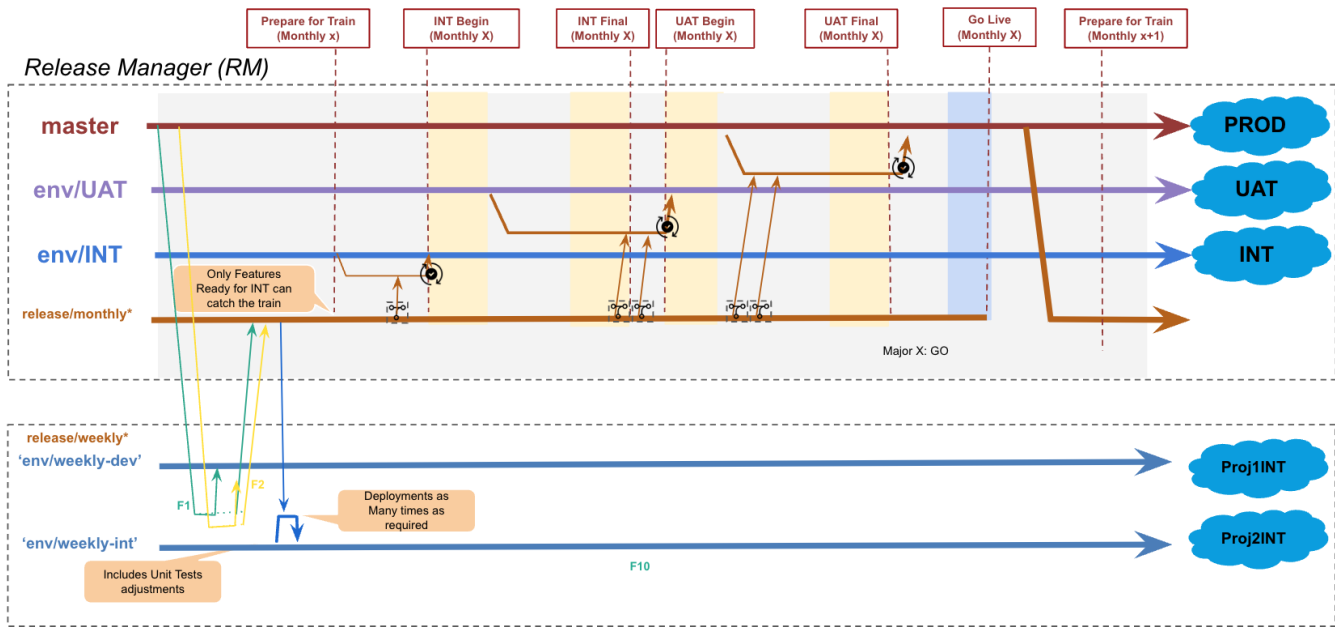 Prepare for Train
(Monthly x)
INT Begin
(Monthly X)
INT Final
(Monthly X)
UAT Begin
(Monthly X)
UAT Final
(Monthly X)
Go Live
(Monthly X)
Prepare for Train
(Monthly x+1)
Release Manager (RM)
master
PROD
env/UAT
UAT
env/INT
INT
Only Features
Ready for INT can
catch the train
release/monthly*
Major X: GO
release/weekly*
'env/weekly-dev'
Proj1INT
F1
F2
Deployments as
Many times as
required
'env/weekly-int'
Proj2INT
F10
Includes Unit Tests
adjustments